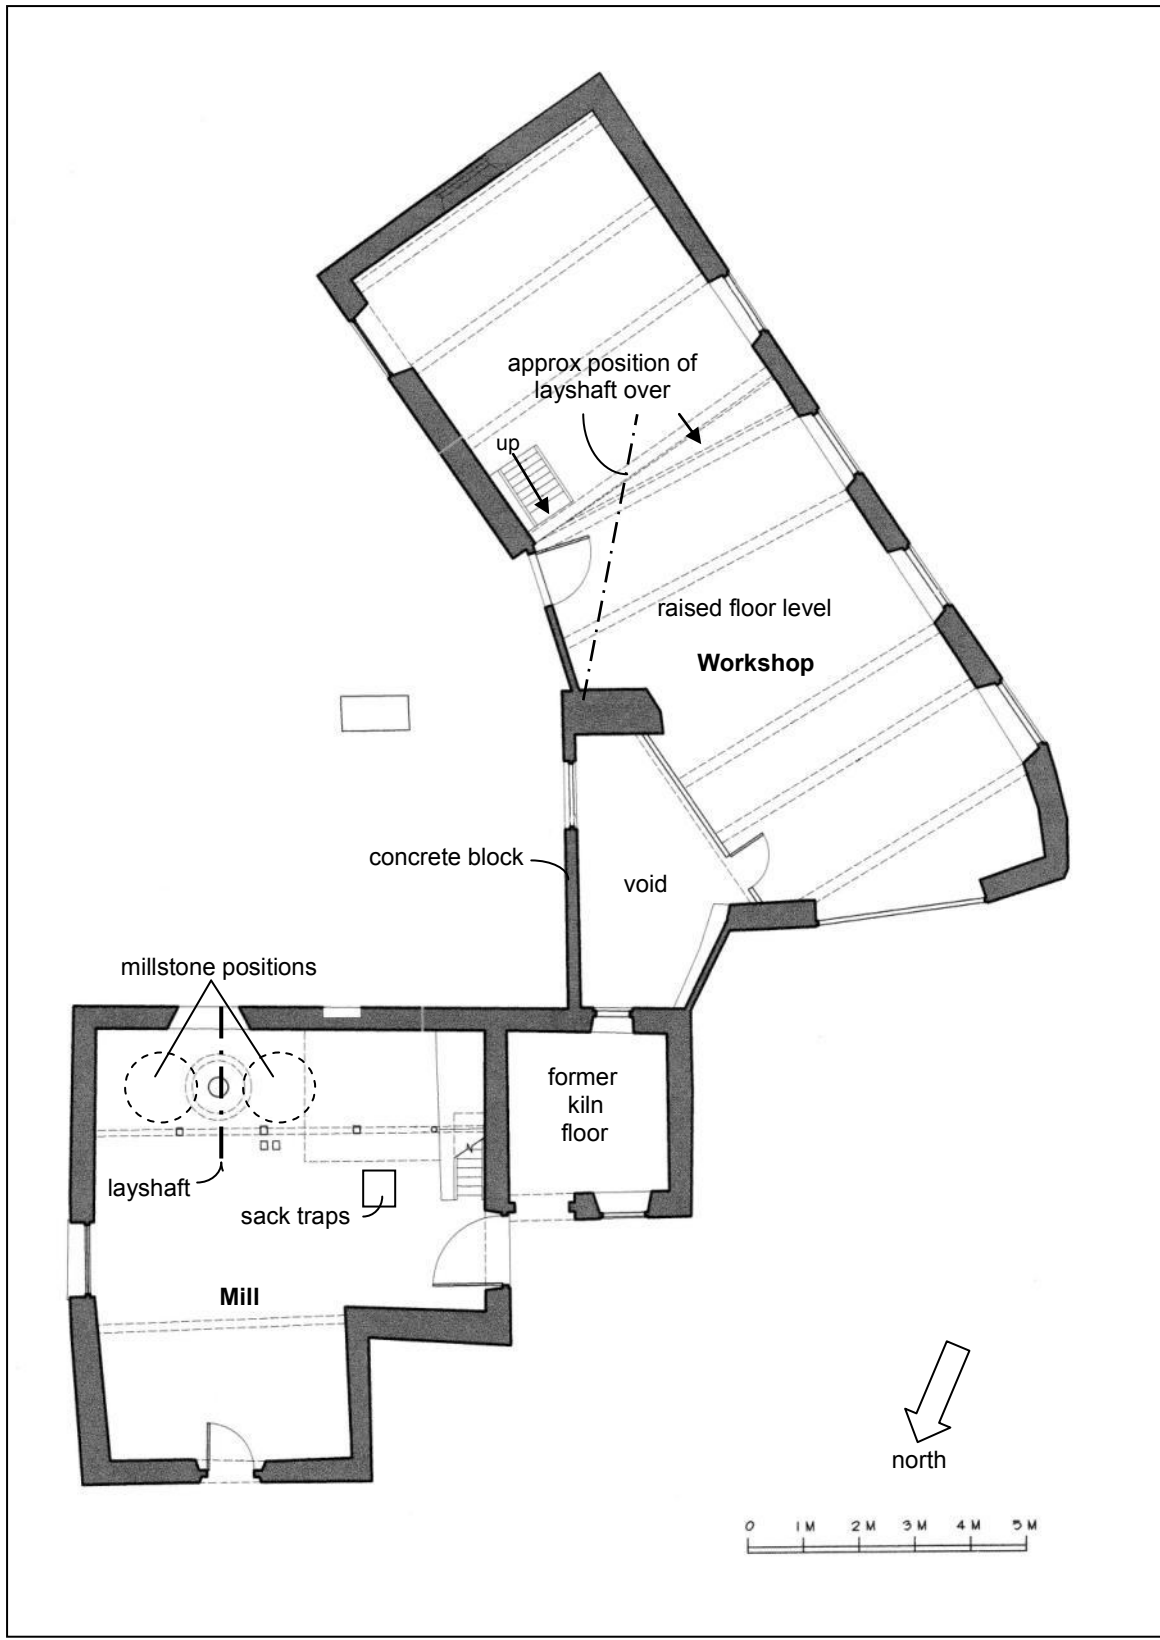 approx position of
layshaft over
up
raised floor level
Workshop
concrete block
void
millstone positions
former
kiln
floor
layshaft
sack traps
Mill
north
0 1M 2M 3M 4M 5M